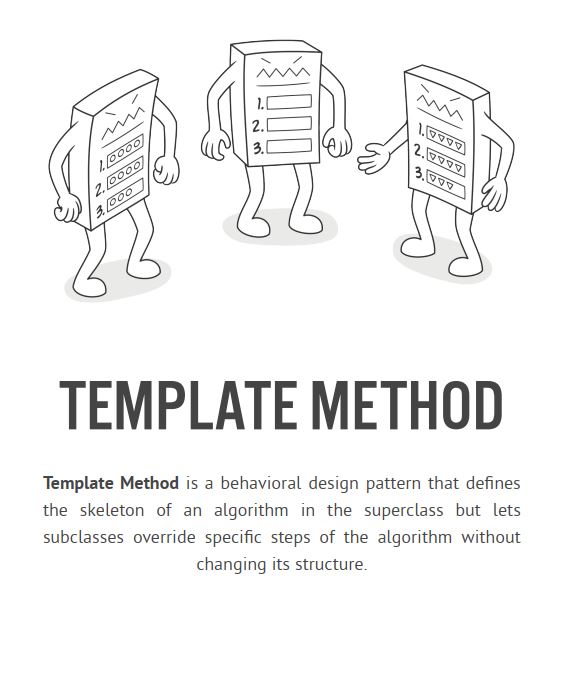 1.
2.
3.
1.
2.
3.
1.
2.
3.
TEMPLATE METHOD
Template Method is a behavioral design pattern that defines
the skeleton of an algorithm in the superclass but lets
subclasses override specific steps of the algorithm without
changing its structure.